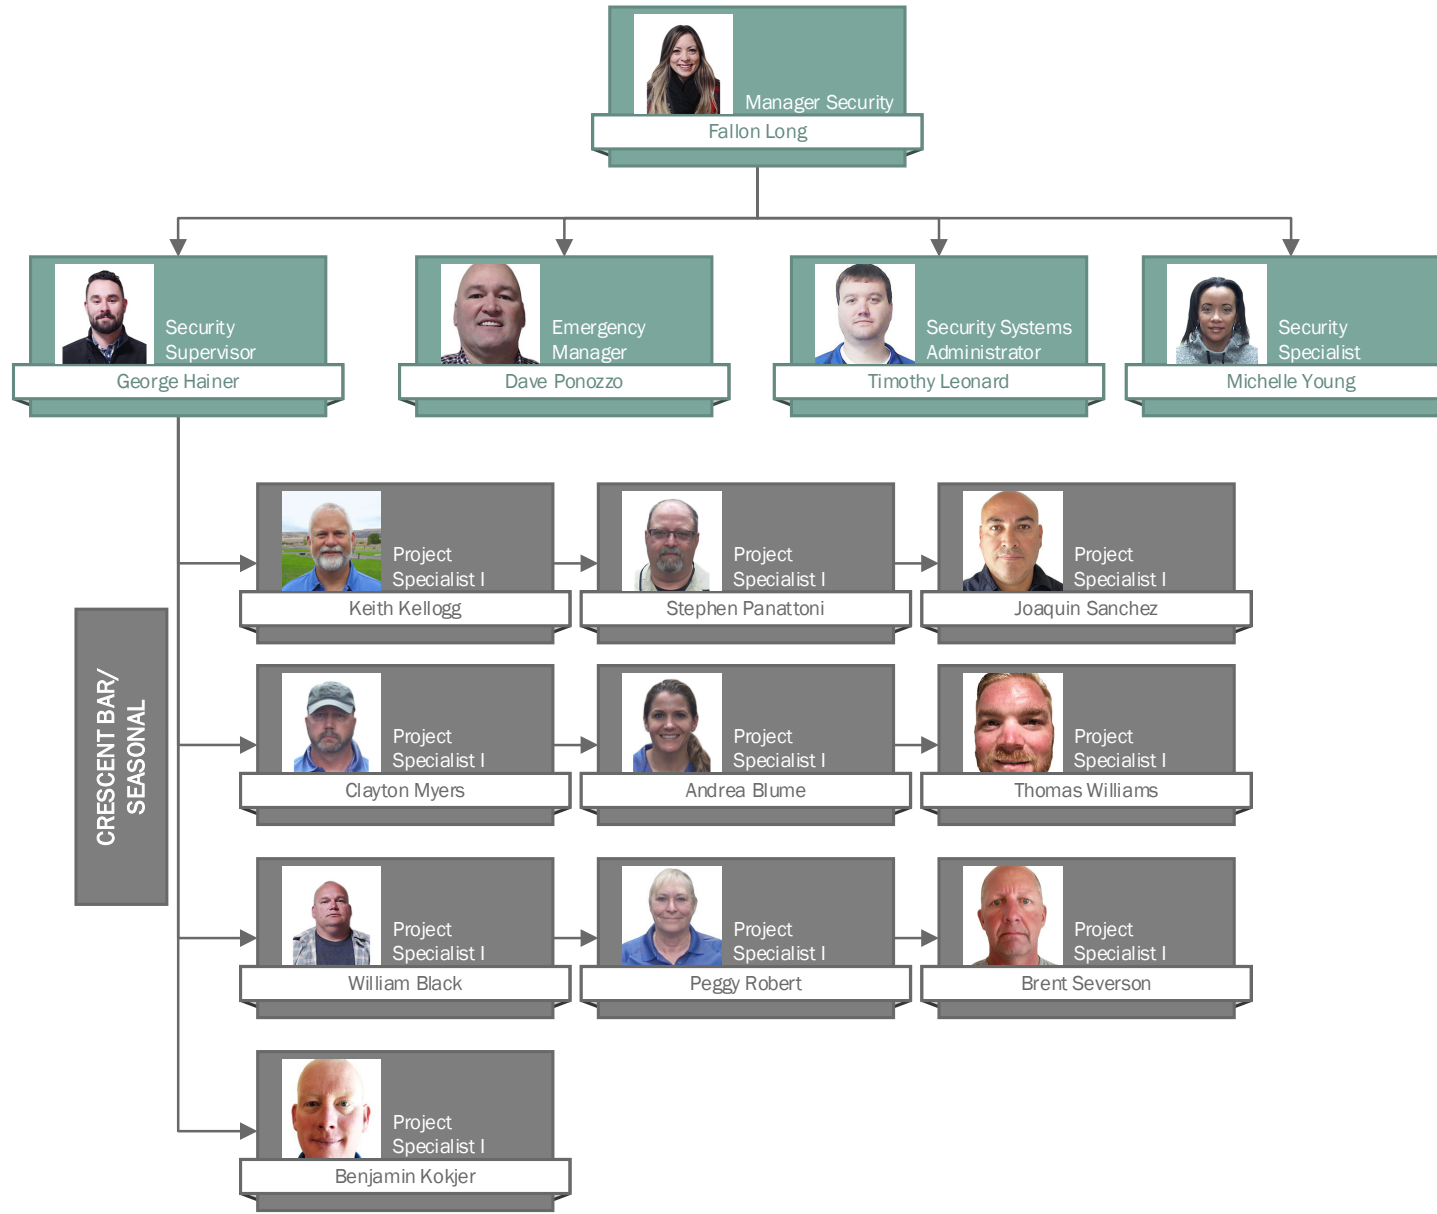 Manager Security
Fallon Long
Security
Supervisor
George Hainer
Emergency
Manager
Dave Ponozzo
Security Systems
Administrator
Timothy Leonard
Security
Specialist
Michelle Young
CRESCENT BAR/
SEASONAL
Project
Specialist I
Keith Kellogg
Project
Specialist I
Stephen Panattoni
Project
Specialist I
Joaquin Sanchez
Project
Specialist I
Clayton Myers
Project
Specialist I
Andrea Blume
Project
Specialist I
Thomas Williams
Project
Specialist I
William Black
Project
Specialist I
Peggy Robert
Project
Specialist I
Brent Severson
Project
Specialist I
Benjamin Kokjer